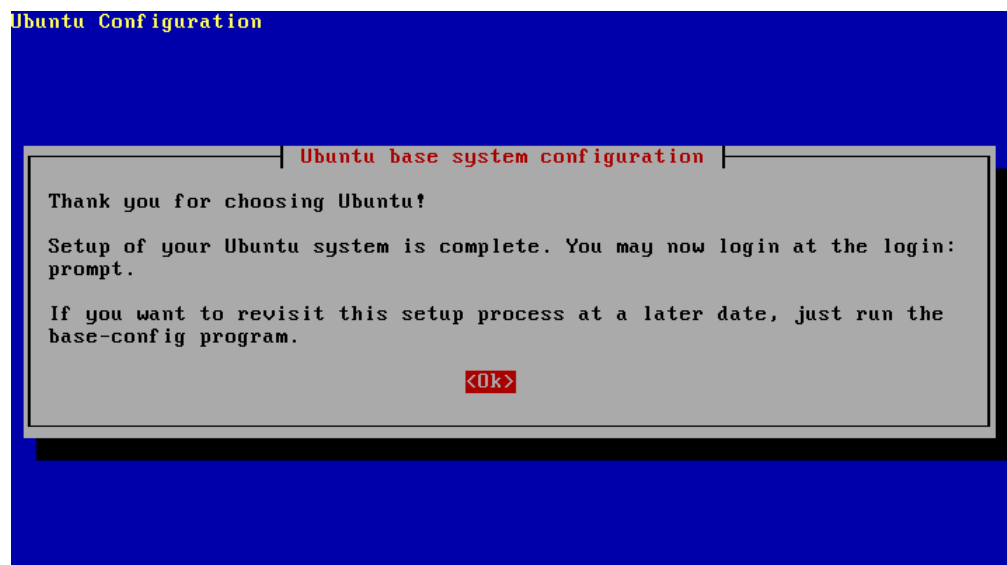 Ubuntu Configuration
Ubuntu base system configuration
Thank you for choosing Ubuntu!
Setup of your Ubuntu system is complete. You may now login at the login:
prompt.
If you want to revisit this setup process at a later date, just run the
base-config program.
<Ok>